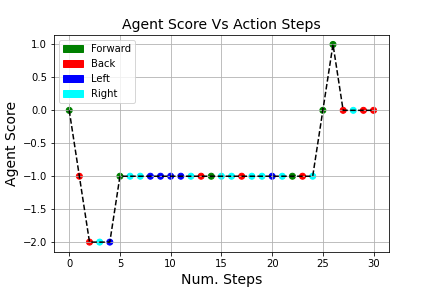 Agent Score Vs Action Steps
Forward
Back
Left
Right
1.0
0.5
0.0
−0.5
−1.0
−1.5
−2.0
Agent Score
0 5 10 15 20 25 30
Num. Steps